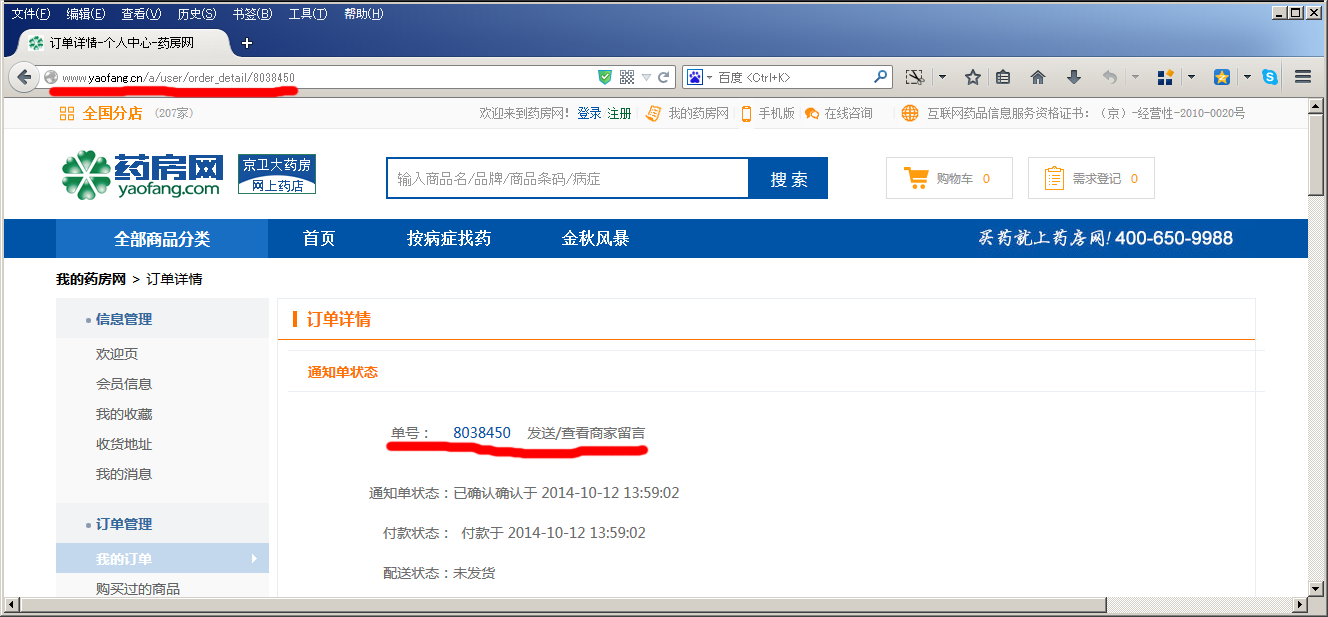 文件(F) 编辑(E) 查看(V) 历史(S) 书签(B) 工具(T) 帮助(H)
订单详情-个人中心-药房网
www.yaofang.cn/a/user/order_detail/8038450 百度 <Ctrl+K>
全国分店 (207家) 欢迎来到药房网! 登录 注册 我的药房网 手机版 在线咨询 互联网药品信息服务资格证书: (京) -经营性-2010-0020号
药房网 yaofang.com
京卫大药房
网上药店
输入商品名/品牌/商品条码/病症 搜 索 购物车 0 需求登记 0
全部商品分类 首页 按病症找药 金秋风暴 买药就上药房网! 400-650-9988
我的药房网 > 订单详情
信息管理
欢迎页
会员信息
我的收藏
收货地址
我的消息
订单管理
我的订单
购买过的商品
订单详情
通知单状态
单号: 8038450 发送/查看商家留言
通知单状态:已确认确认于 2014-10-12 13:59:02
付款状态: 付款于 2014-10-12 13:59:02
配送状态:未发货